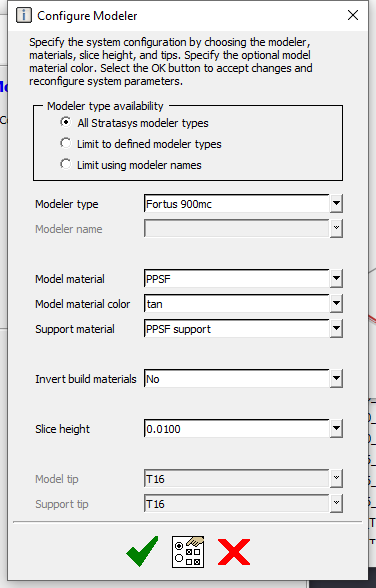 Configure Modeler
Specify the system configuration by choosing the modeler,
materials, slice height, and tips. Specify the optional model
material color. Select the OK button to accept changes and
reconfigure system parameters.
Modeler type availability
All Stratasys modeler types
Limit to defined modeler types
Limit using modeler names
Modeler type Fortus 900mc
Modeler name
Model material PPSF
Model material color tan
Support material PPSF support
Invert build materials No
Slice height 0.0100
Model tip T16
Support tip T16